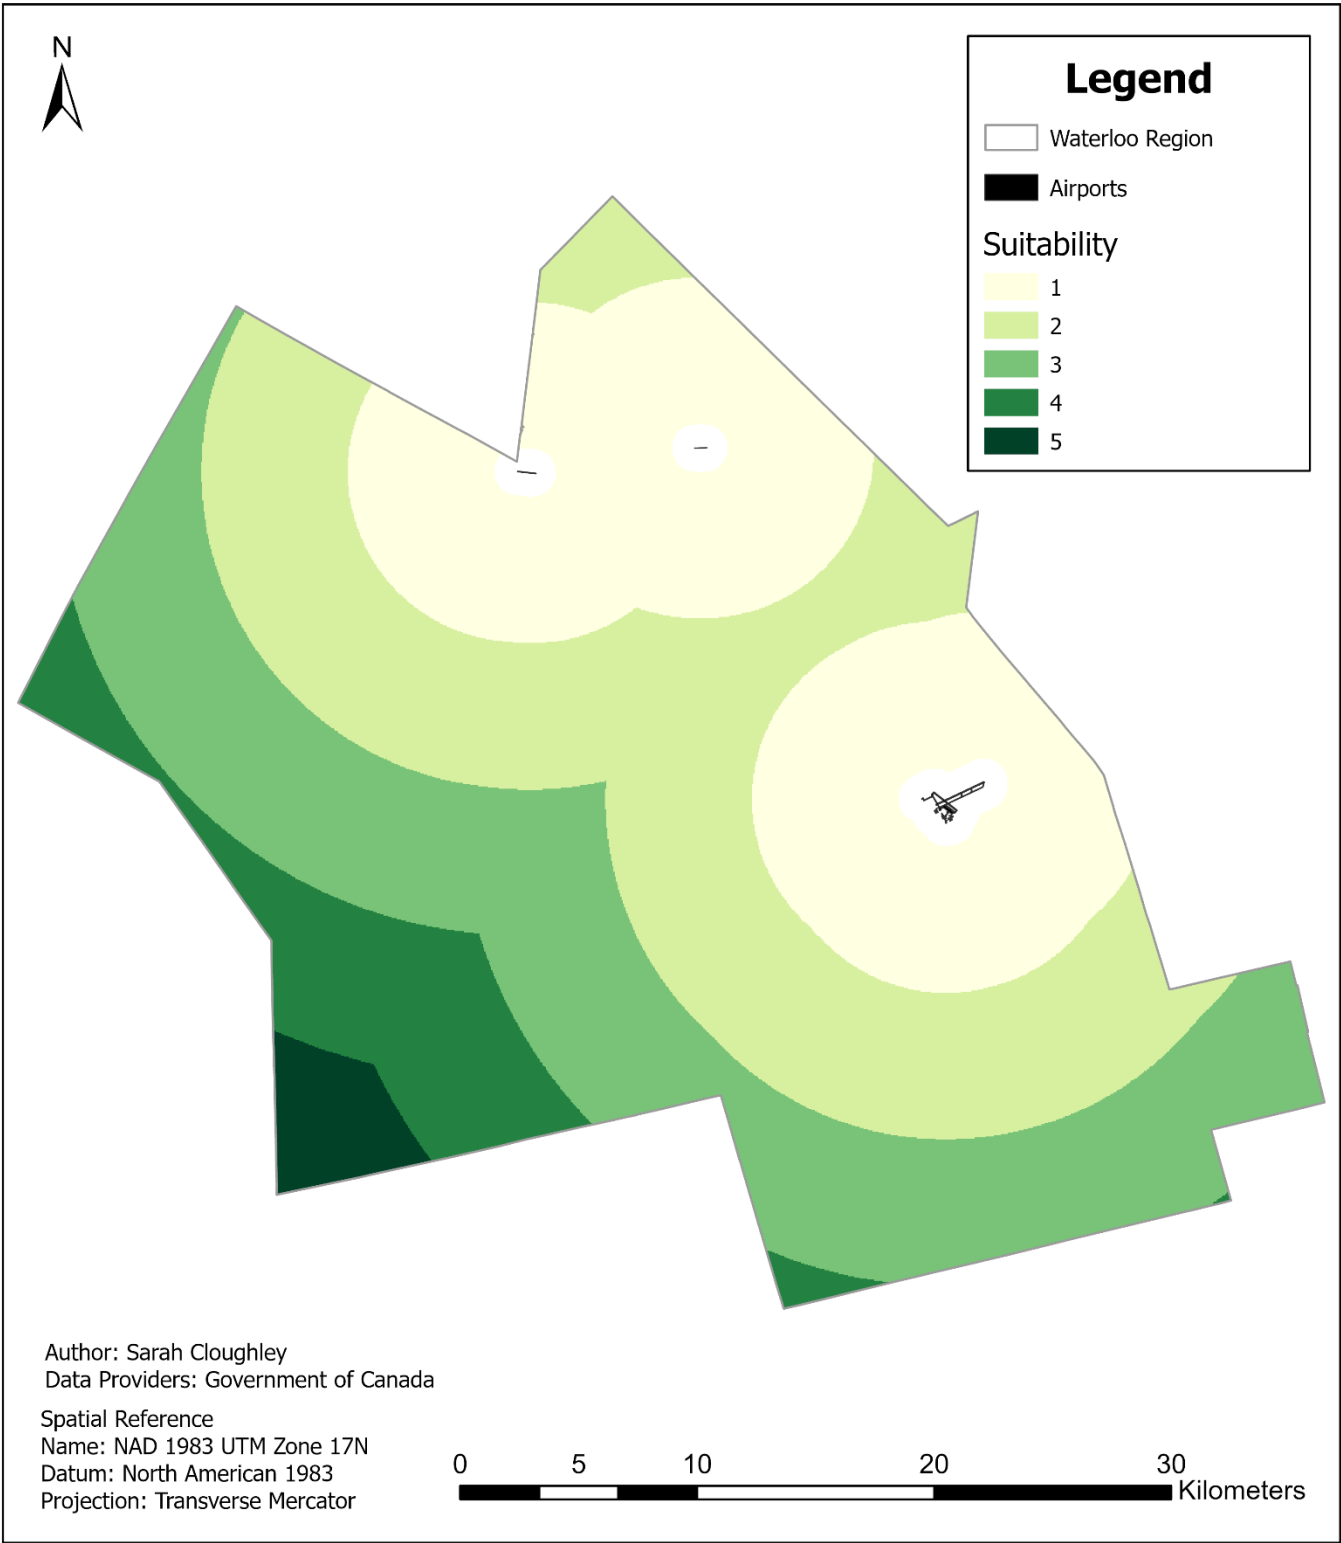 N
Legend
Waterloo Region
Airports
Suitability
1
2
3
4
5
Author: Sarah Cloughley
Data Providers: Government of Canada
Spatial Reference
Name: NAD 1983 UTM Zone 17N
Datum: North American 1983
Projection: Transverse Mercator
0 5 10 20 30
Kilometers